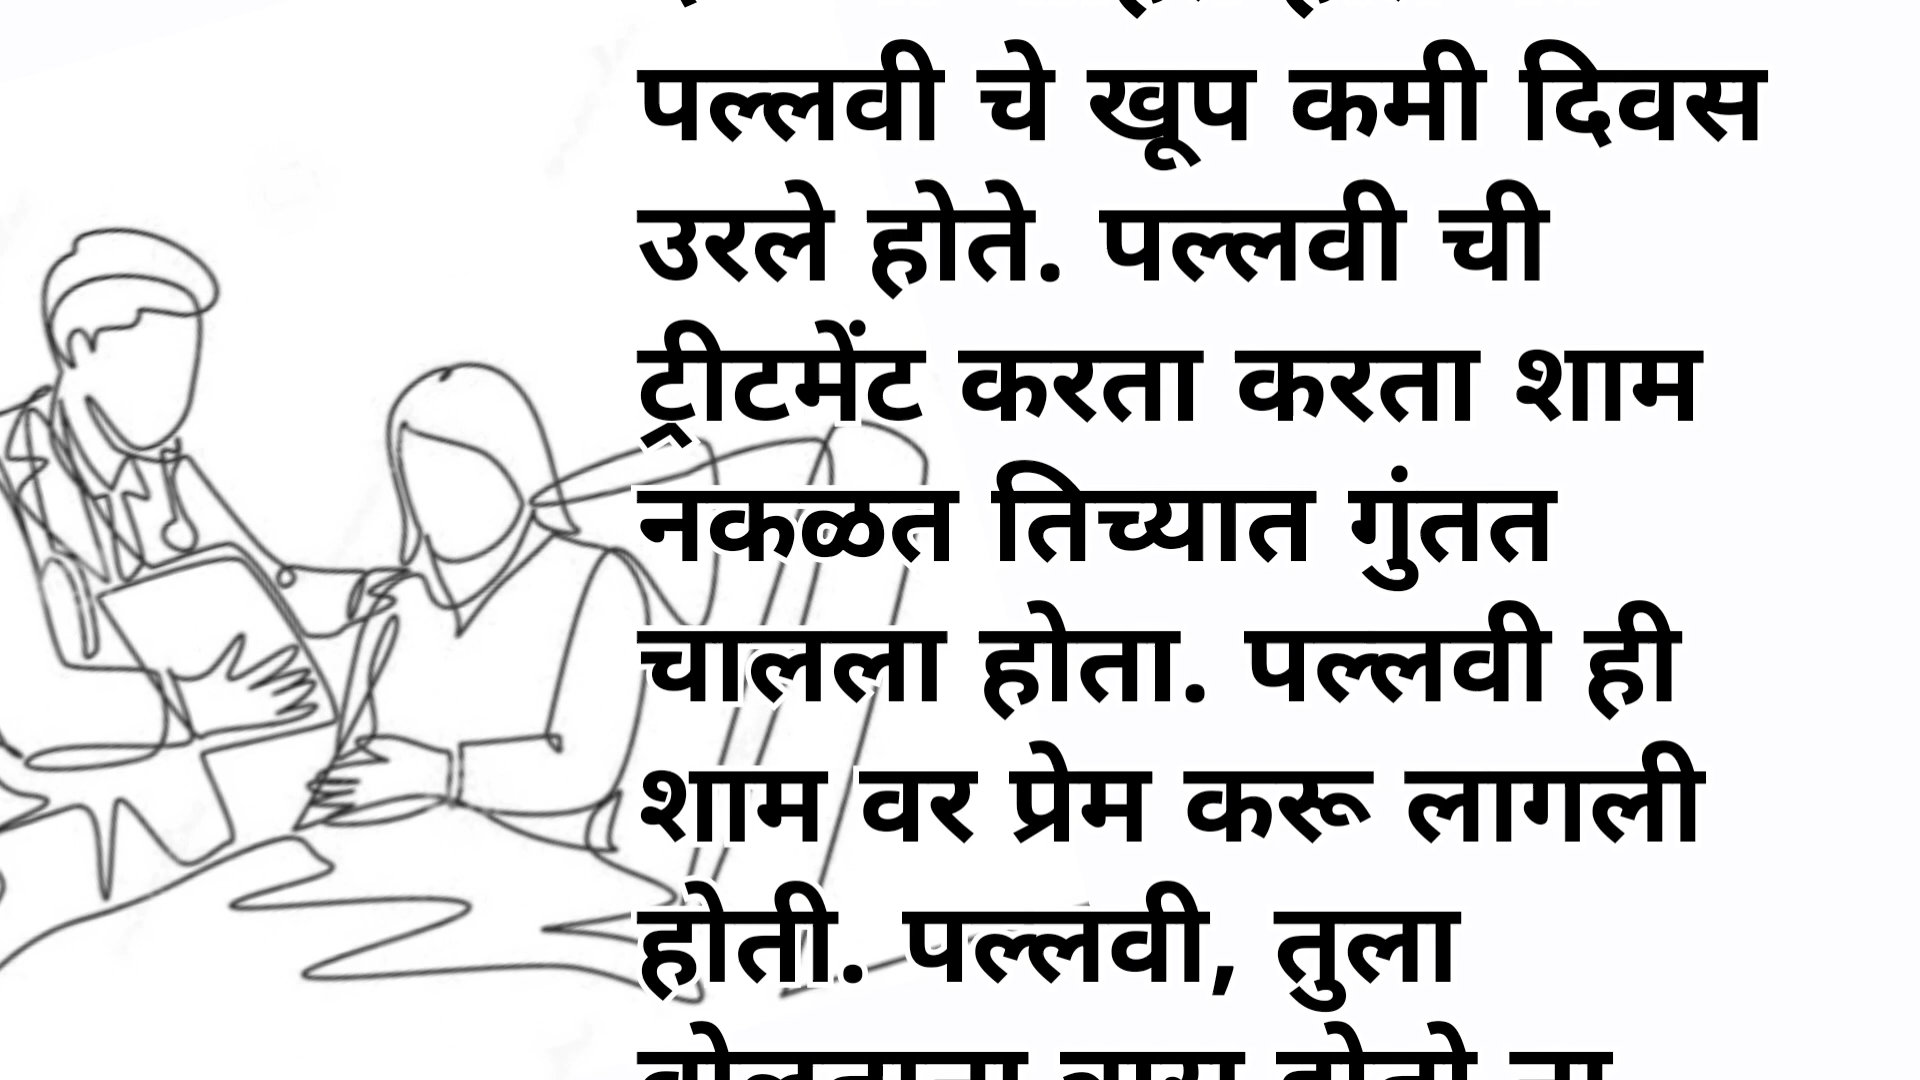 पल्लवी चे खूप कमी दिवस
उरले होते. पल्लवी ची
ट्रीटमेंट करता करता शाम
नकळत तिच्यात गुंतत
चालला होता. पल्लवी ही
शाम वर प्रेम करू लागली
होती. पल्लवी, तुला